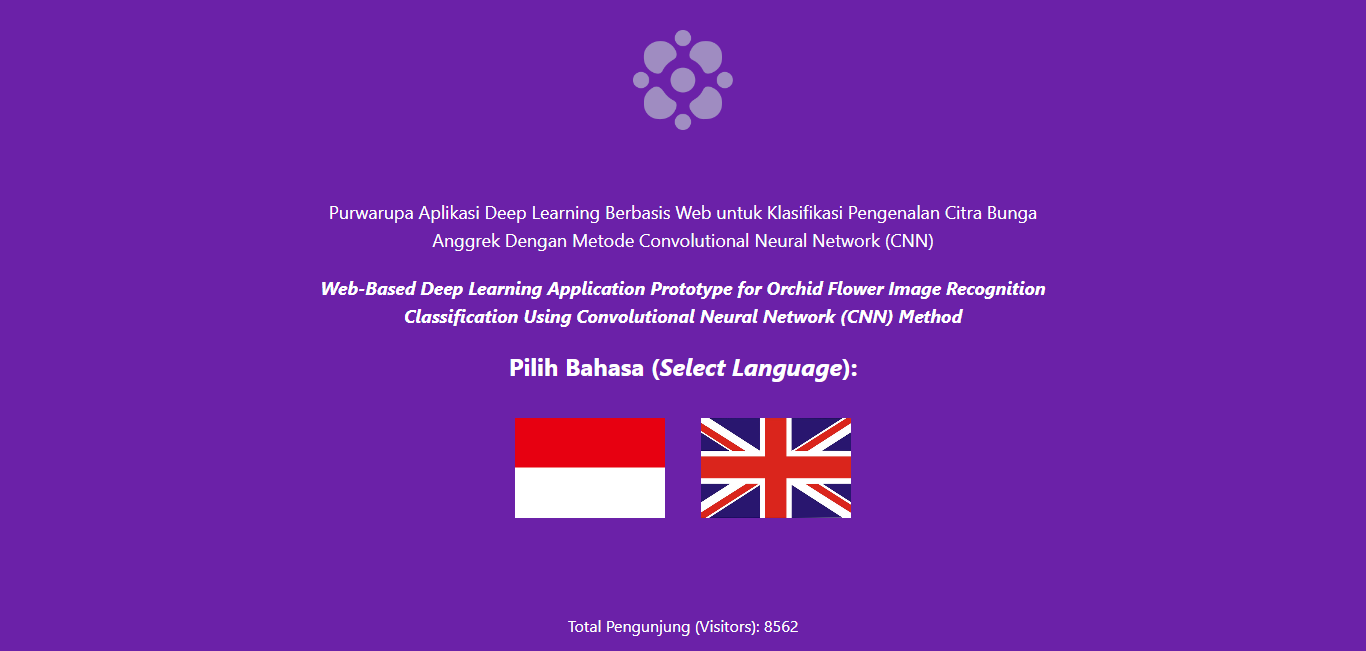 Purwarupa Aplikasi Deep Learning Berbasis Web untuk Klasifikasi Pengenalan Citra Bunga
Anggrek Dengan Metode Convolutional Neural Network (CNN)
Web-Based Deep Learning Application Prototype for Orchid Flower Image Recognition
Classification Using Convolutional Neural Network (CNN) Method
Pilih Bahasa (Select Language):
Total Pengunjung (Visitors): 8562